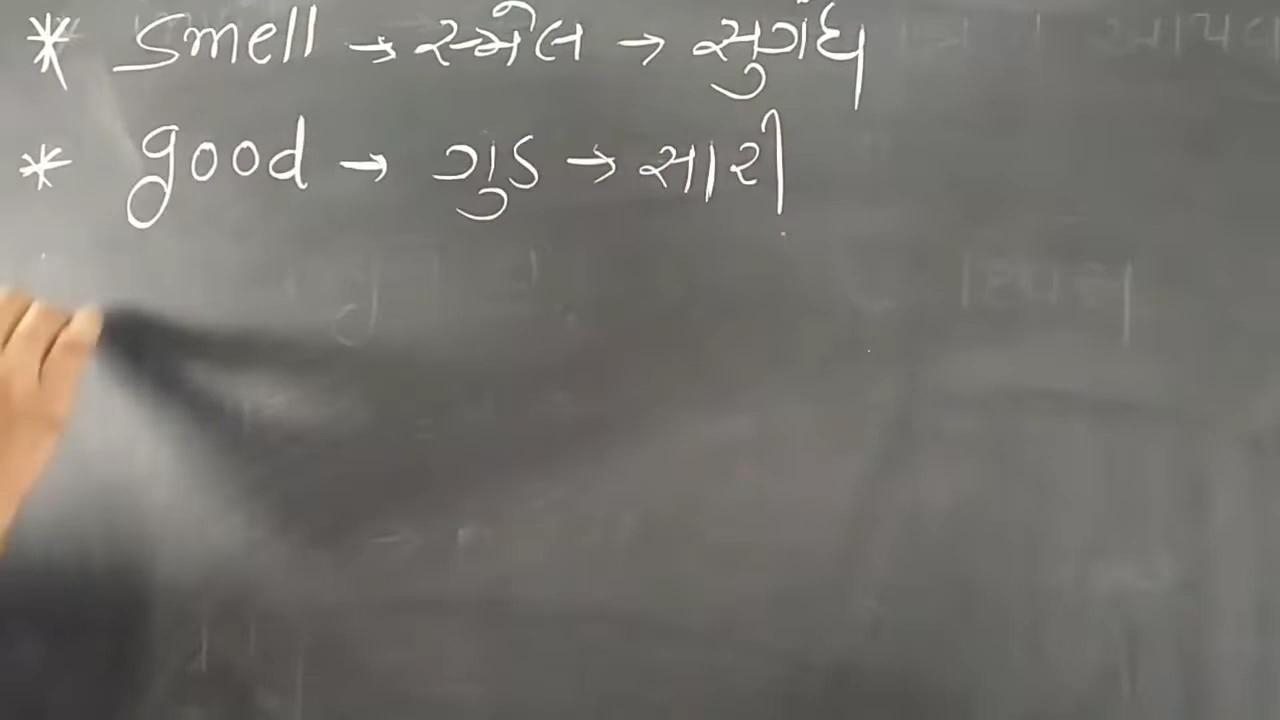 * Smell → સ્મેલ → સુગંધ
* good → ગુડ → સારી